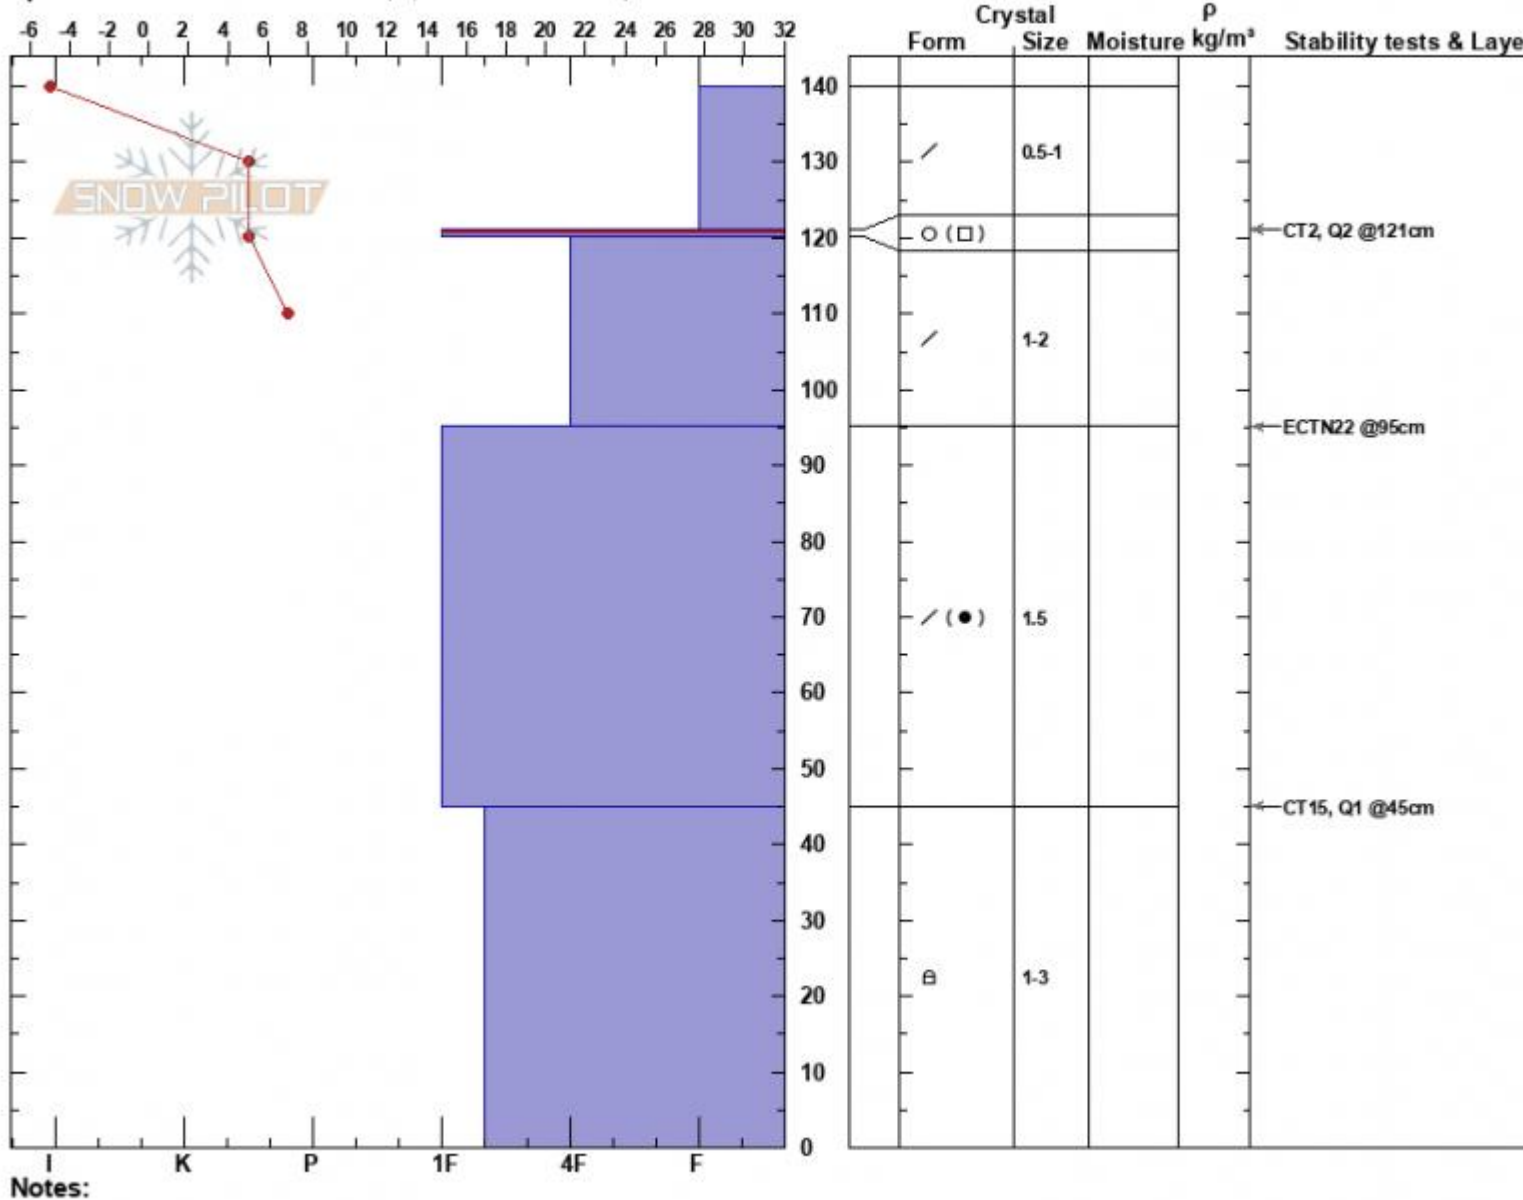 Crystal ρ
-6 -4 -2 0 2 4 6 8 10 12 14 16 18 20 22 24 26 28 30 32 Form Size Moisture kg/m³ Stability tests & Laye
140
0.5-1
130
SNOW PILOT
120 ( ) CT2, Q2 @121cm
110
1-2
100
ECTN22 @95cm
90
80
70 ( ) 1.5
60
50
CT15, Q1 @45cm
40
30
1-3
20
10
0
I K P 1F 4F F
Notes: